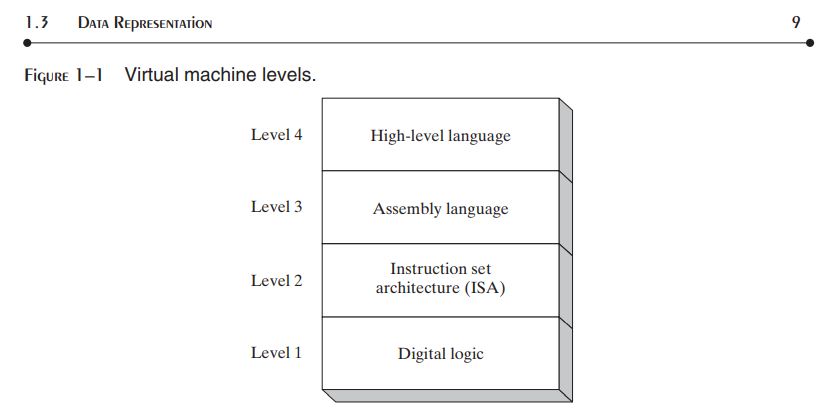 1.3 Data Representation 9
Figure 1–1 Virtual machine levels.
Level 4 High-level language
Level 3 Assembly language
Level 2 Instruction set
architecture (ISA)
Level 1 Digital logic